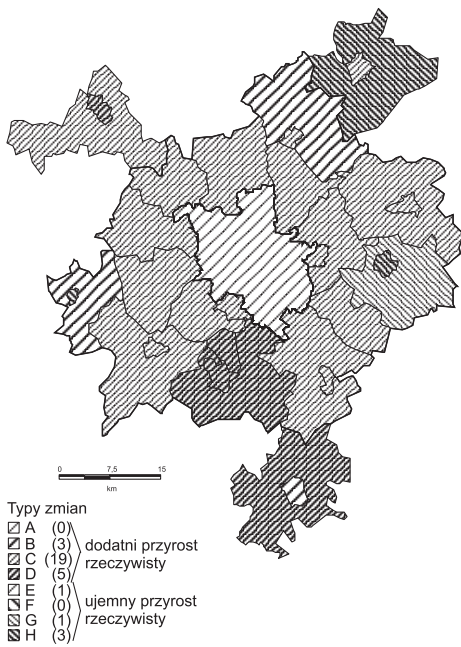 0 7,5 15
km
Typy zmian
A (0)
B (3)
C (19)
D (5)
dodatni przyrost
rzeczywisty
E (1)
F (0)
G (1)
H (3)
ujemny przyrost
rzeczywisty